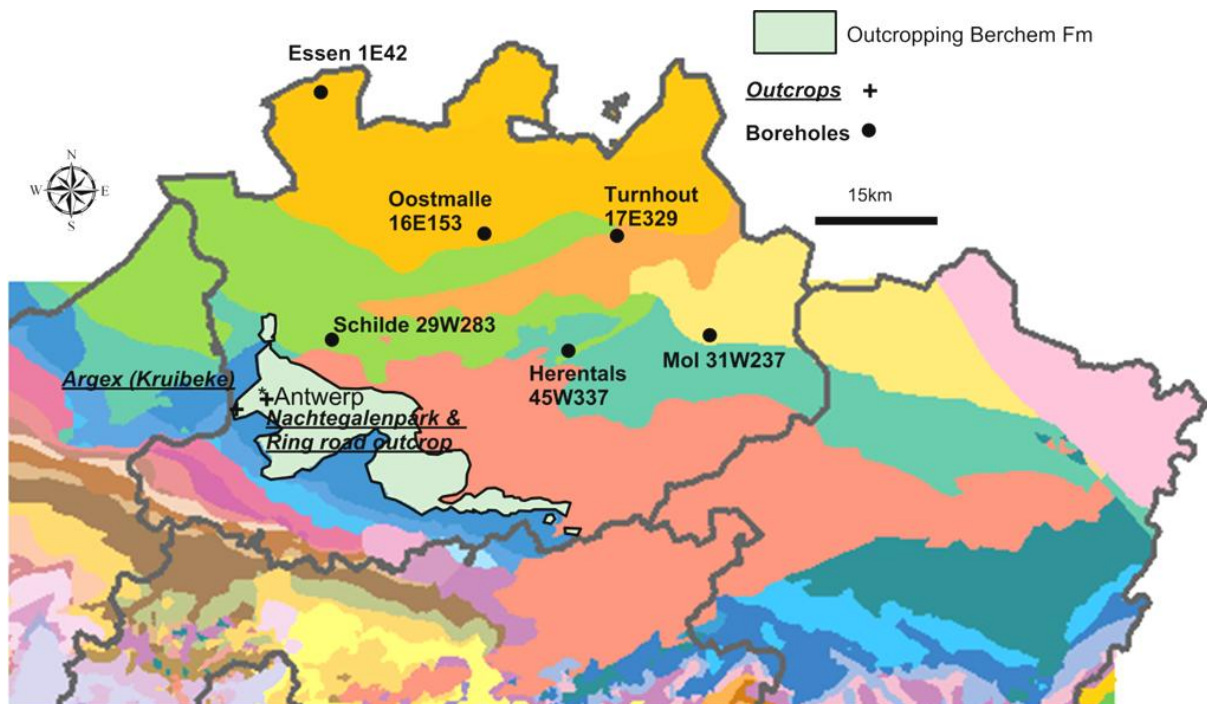 Outcropping Berchem Fm
Essen 1E42
Outcrops +
Boreholes
N
W E
S
15km
Oostmalle
16E153
Turnhout
17E329
Schilde 29W283
Herentals
45W337
Mol 31W237
Argex (Kruibeke)
Antwerp
Nachtegalenpark &
Ring road outcrop